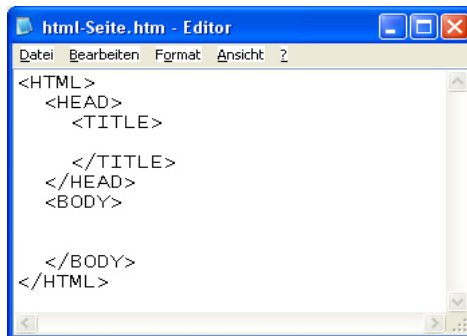 html-Seite.htm - Editor
Datei Bearbeiten Format Ansicht ?
<HTML>
<HEAD>
<TITLE>
</TITLE>
</HEAD>
<BODY>
</BODY>
</HTML>